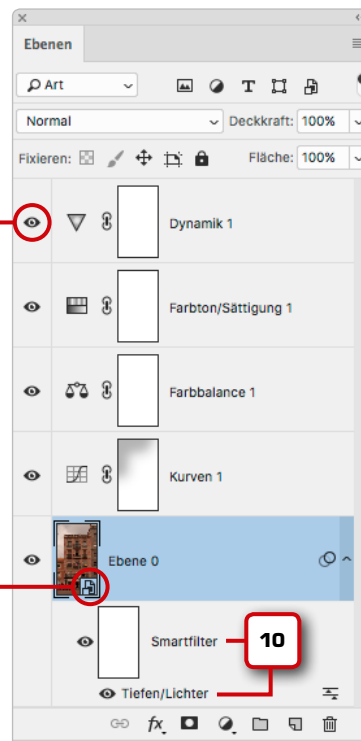 Ebenen
Art
Normal Deckkraft: 100%
Fixieren: Fläche: 100%
Dynamik 1
Farbton/Sättigung 1
Farbbalance 1
Kurven 1
Ebene 0
Smartfilter 10
Tiefen/Lichter
fx